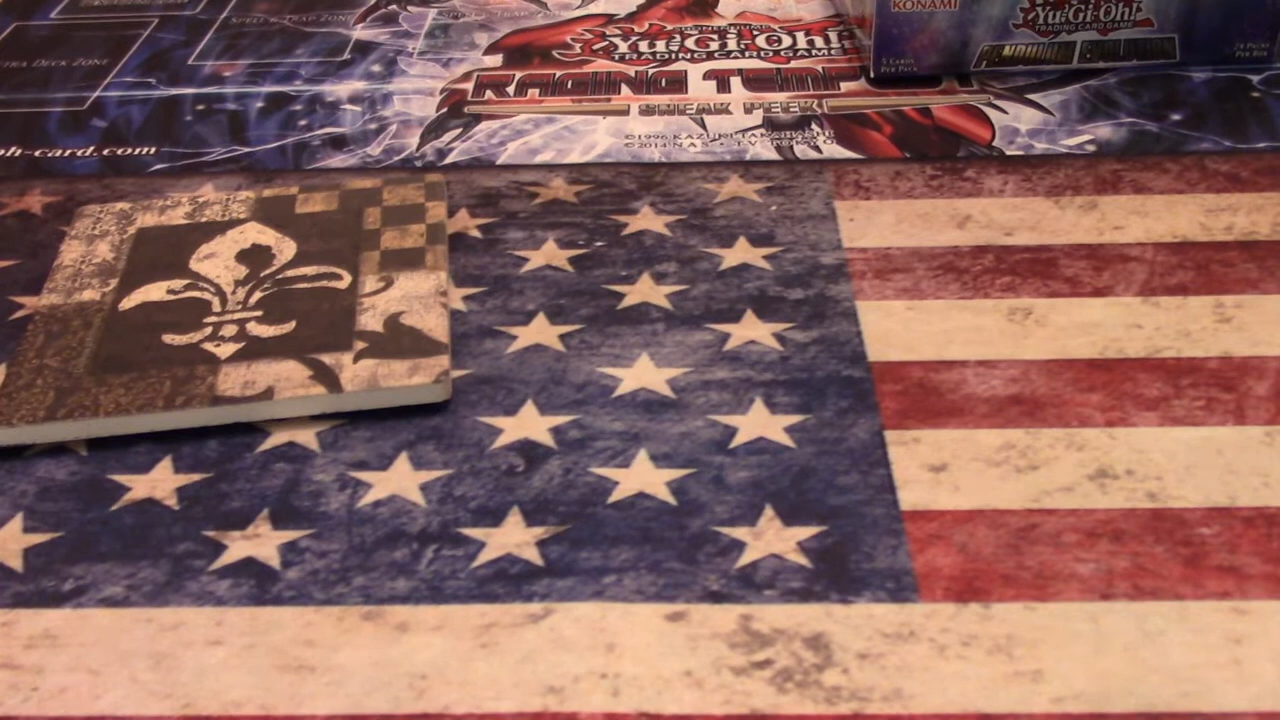 SPELL & TRAP ZONE
SPELL & TRAP ZONE
EXTRA DECK ZONE
Yu-Gi-Oh!
TRADING CARD GAME
RAGING TEMP
SNEAK PEEK
©1996 KAZUKI TAKAHASHI
©2014 NAS • TV TOKYO
oh-card.com
KONAMI
Yu-Gi-Oh!
TRADING CARD GAME
PENDULUM EVOLUTION
5 Cards
Per Pack
24 Packs
Per Box